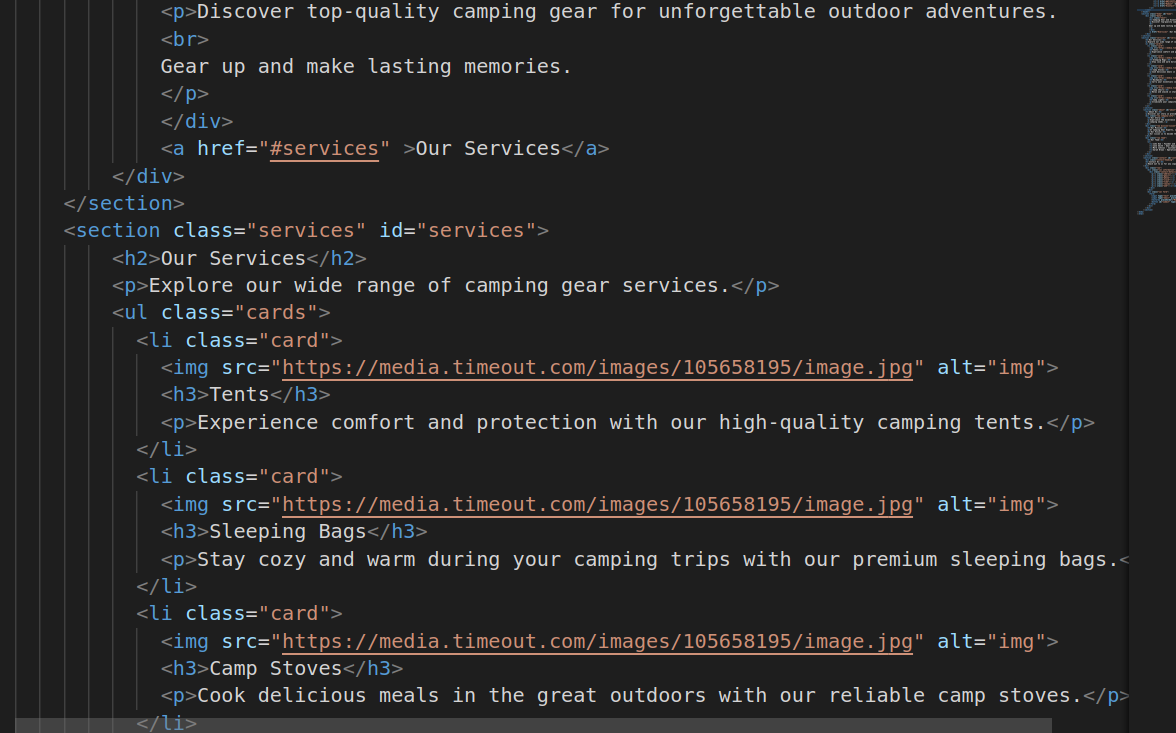 <p>Discover top-quality camping gear for unforgettable outdoor adventures.
<br>
Gear up and make lasting memories.
</p>
</div>
<a href="#services" >Our Services</a>
</div>
</section>
<section class="services" id="services">
<h2>Our Services</h2>
<p>Explore our wide range of camping gear services.</p>
<ul class="cards">
<li class="card">
<img src="https://media.timeout.com/images/105658195/image.jpg" alt="img">
<h3>Tents</h3>
<p>Experience comfort and protection with our high-quality camping tents.</p>
</li>
<li class="card">
<img src="https://media.timeout.com/images/105658195/image.jpg" alt="img">
<h3>Sleeping Bags</h3>
<p>Stay cozy and warm during your camping trips with our premium sleeping bags.<
</li>
<li class="card">
<img src="https://media.timeout.com/images/105658195/image.jpg" alt="img">
<h3>Camp Stoves</h3>
<p>Cook delicious meals in the great outdoors with our reliable camp stoves.</p>
</li>